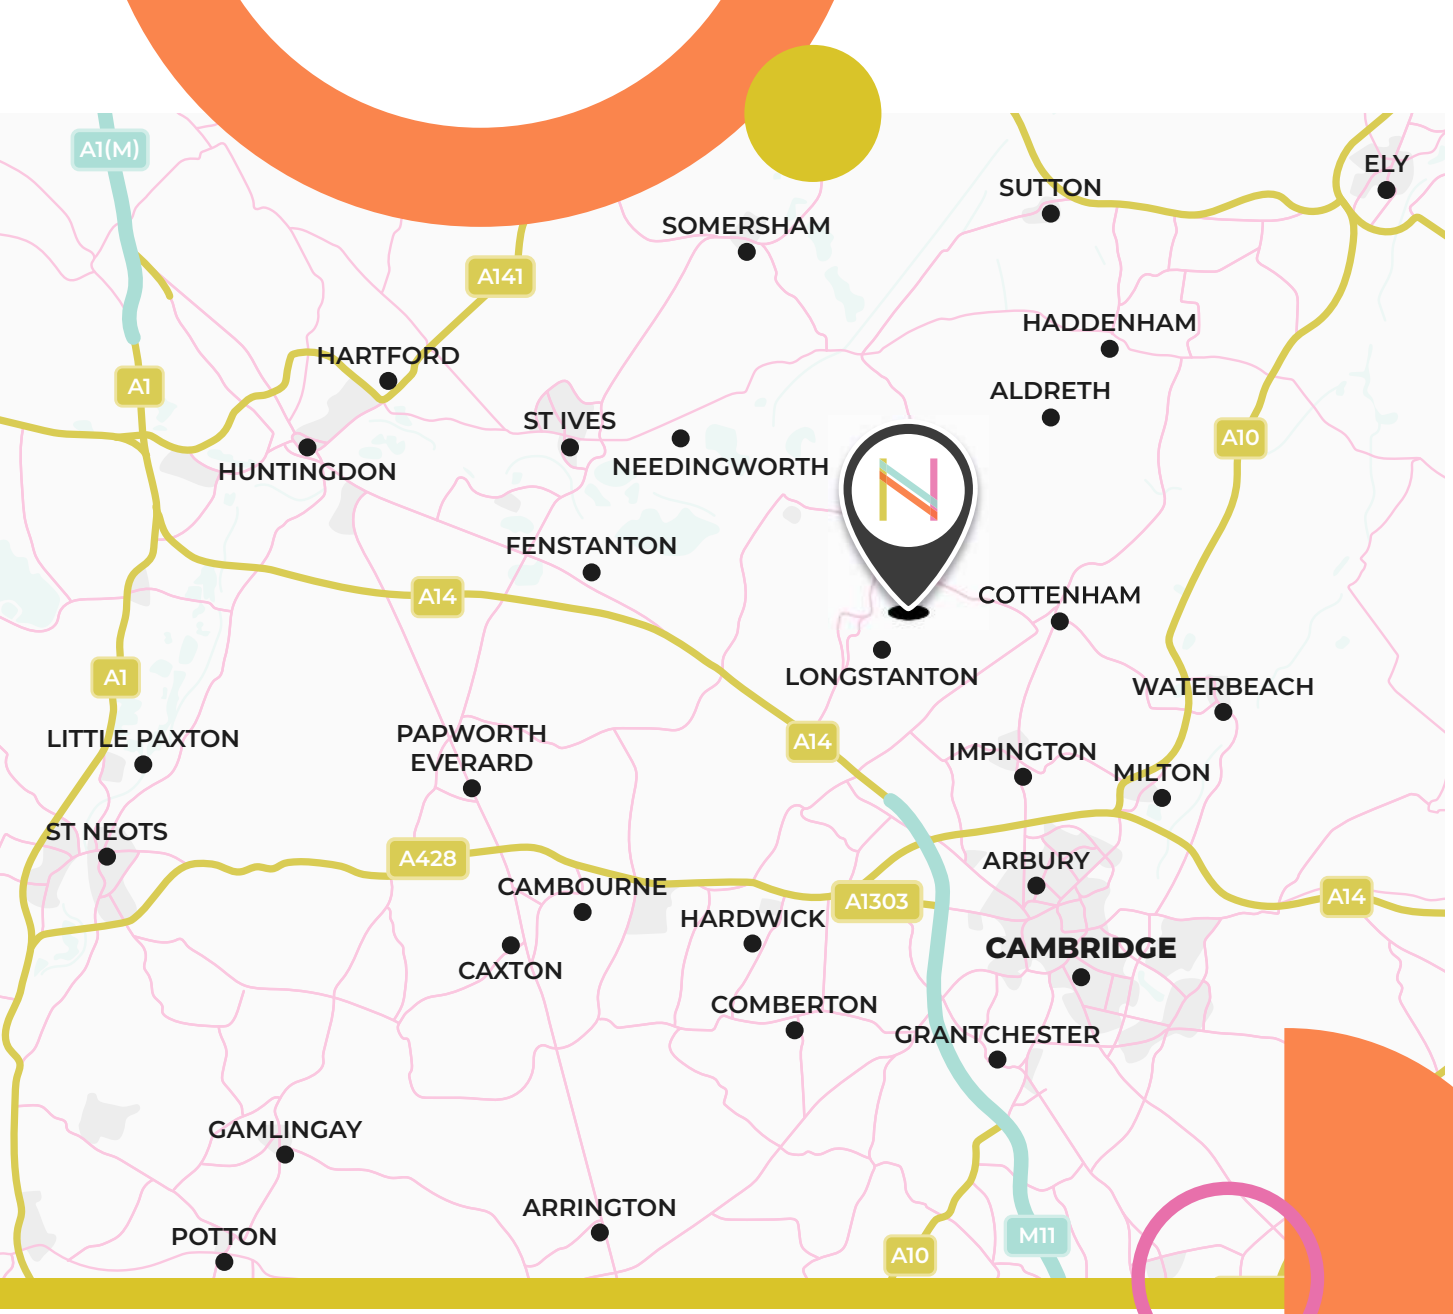 A1(M)
ELY
SUTTON
SOMERSHAM
A141
HADDENHAM
HARTFORD
A1
ALDRETH
ST IVES
A10
NEEDINGWORTH
HUNTINGDON
N
FENSTANTON
A14
COTTENHAM
LONGSTANTON
A1
WATERBEACH
LITTLE PAXTON
PAPWORTH
EVERARD
A14
IMPINGTON
MILTON
ST NEOTS
A428
ARBURY
CAMBOURNE
A1303
A14
HARDWICK
CAMBRIDGE
CAXTON
COMBERTON
GRANTCHESTER
GAMLINGAY
ARRINGTON
POTTON
M11
A10